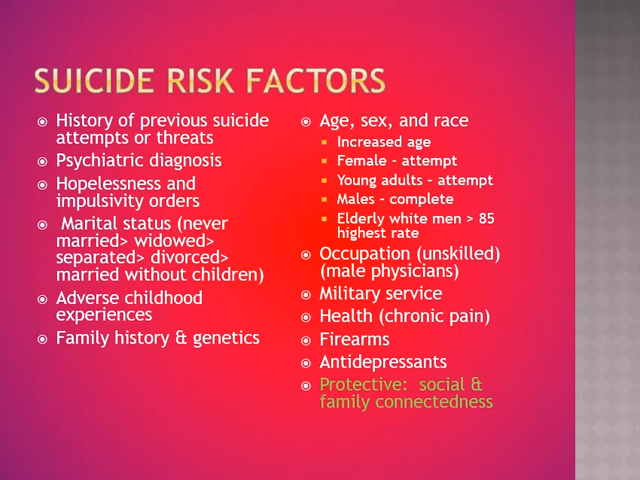 SUICIDE RISK FACTORS
History of previous suicide
attempts or threats
Psychiatric diagnosis
Hopelessness and
impulsivity orders
Marital status (never
married> widowed>
separated> divorced>
married without children)
Adverse childhood
experiences
Family history & genetics
Age, sex, and race
Increased age
Female - attempt
Young adults – attempt
Males – complete
Elderly white men > 85
highest rate
Occupation (unskilled)
(male physicians)
Military service
Health (chronic pain)
Firearms
Antidepressants
Protective: social &
family connectedness